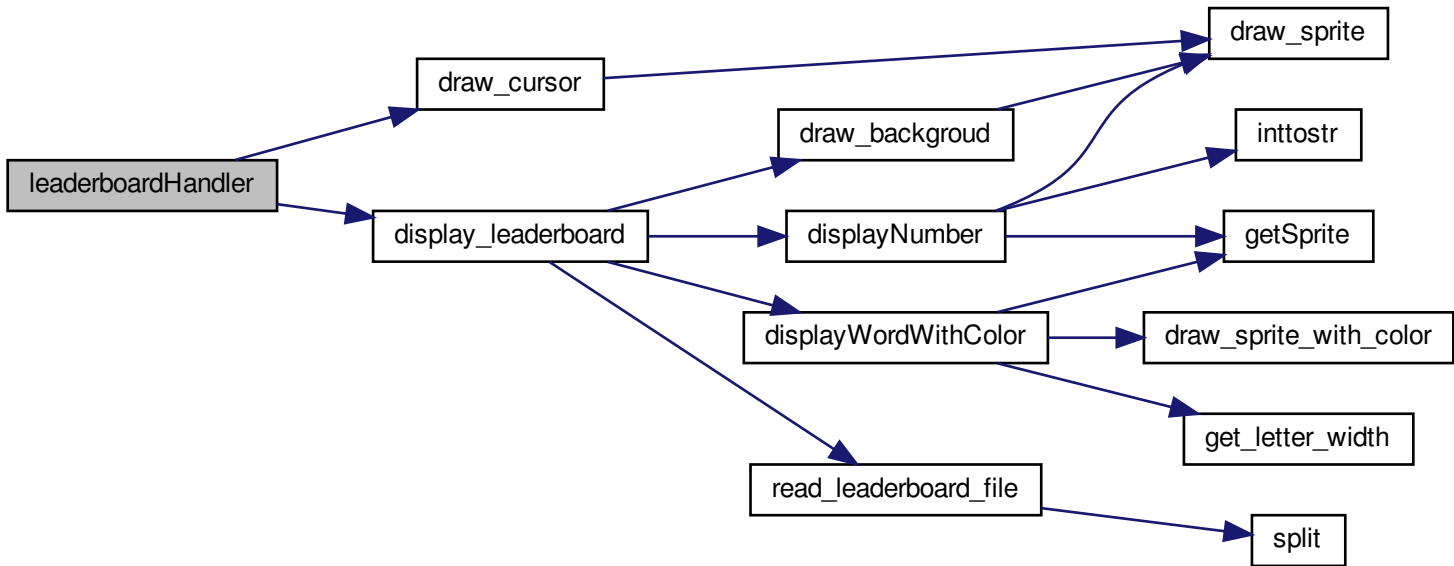 leaderboardHandler
draw_cursor
display_leaderboard
draw_backgroud
displayNumber
displayWordWithColor
read_leaderboard_file
draw_sprite
inttostr
getSprite
draw_sprite_with_color
get_letter_width
split